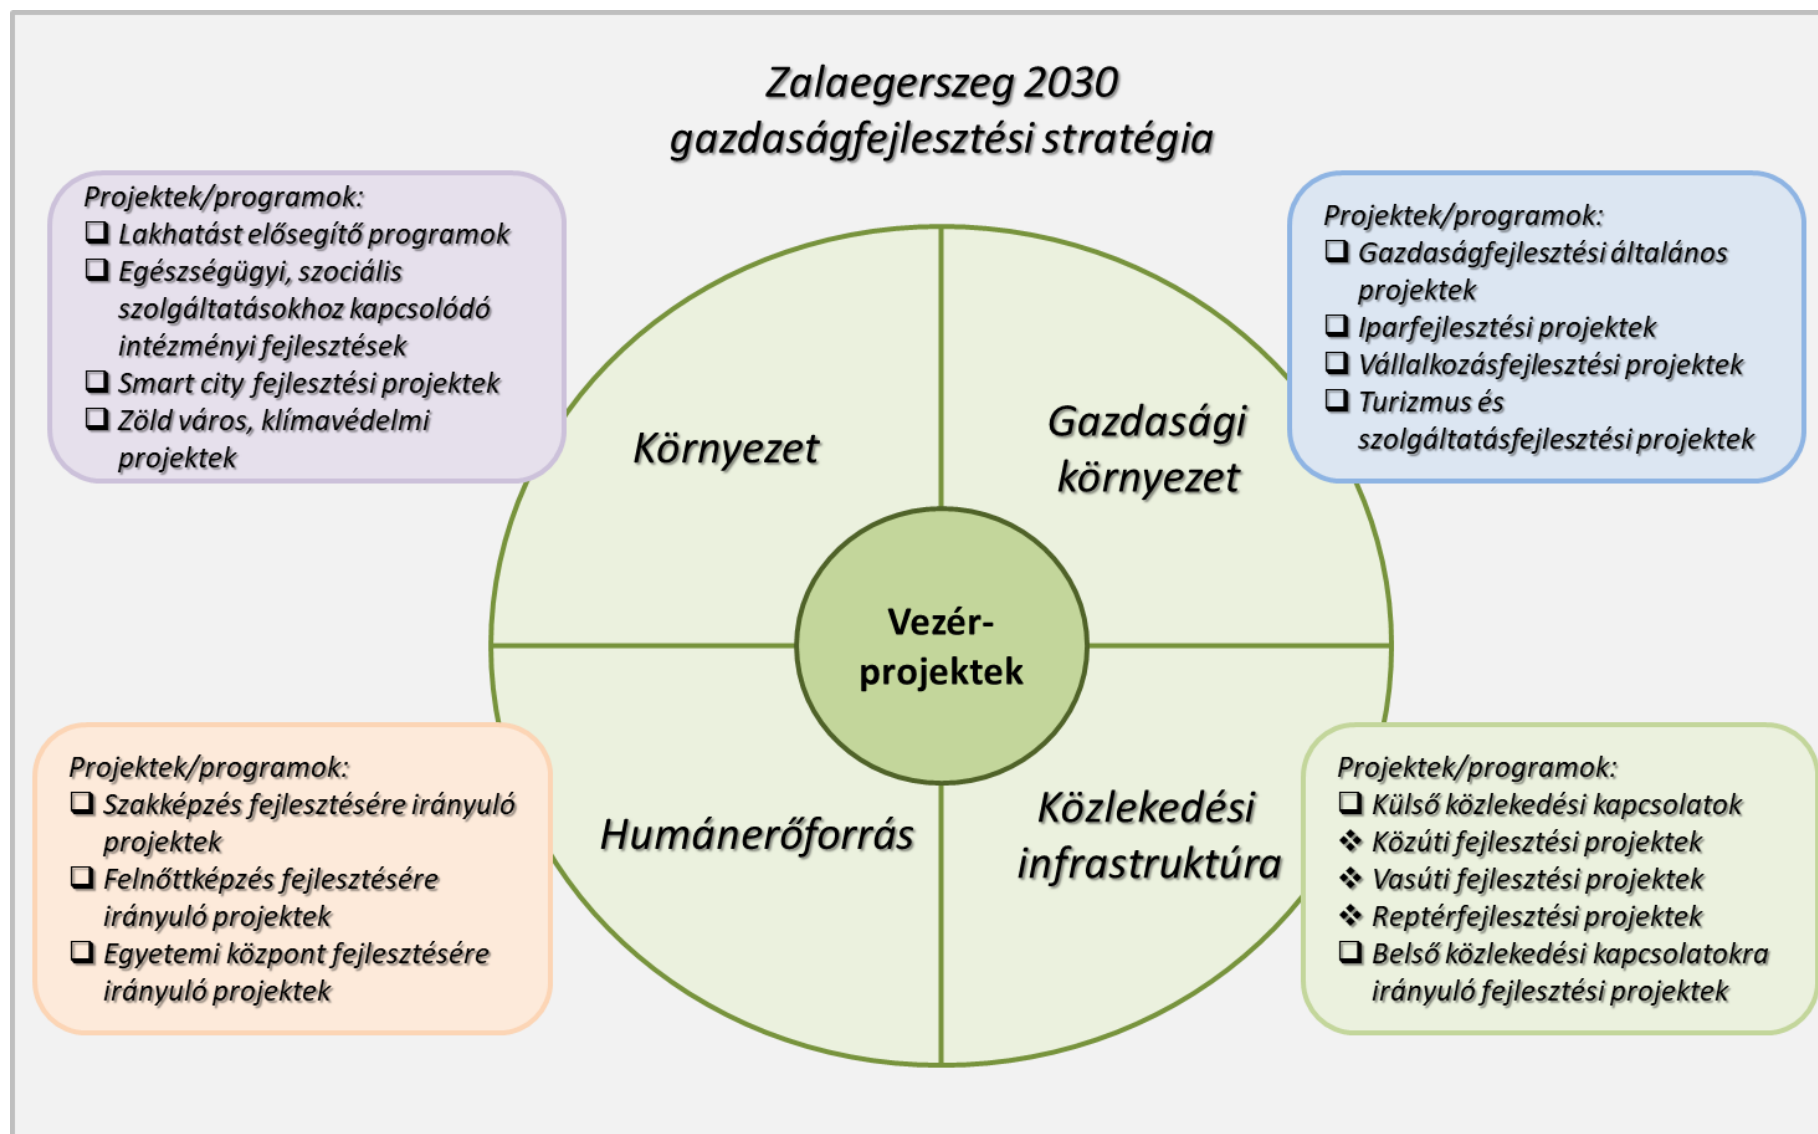 Zalaegerszeg 2030
gazdaságfejlesztési stratégia
Projektek/programok:
❑ Lakhatást elősegítő programok
❑ Egészségügyi, szociális
szolgáltatásokhoz kapcsolódó
intézményi fejlesztések
❑ Smart city fejlesztési projektek
❑ Zöld város, klímavédelmi
projektek
Projektek/programok:
❑ Gazdaságfejlesztési általános
projektek
❑ Iparfejlesztési projektek
❑ Vállalkozásfejlesztési projektek
❑ Turizmus és
szolgáltatásfejlesztési projektek
Környezet
Gazdasági
környezet
Vezér-
projektek
Humánerőforrás
Közlekedési
infrastruktúra
Projektek/programok:
❑ Szakképzés fejlesztésére irányuló
projektek
❑ Felnőttképzés fejlesztésére
irányuló projektek
❑ Egyetemi központ fejlesztésére
irányuló projektek
Projektek/programok:
❑ Külső közlekedési kapcsolatok
❖ Közúti fejlesztési projektek
❖ Vasúti fejlesztési projektek
❖ Reptérfejlesztési projektek
❑ Belső közlekedési kapcsolatokra
irányuló fejlesztési projektek